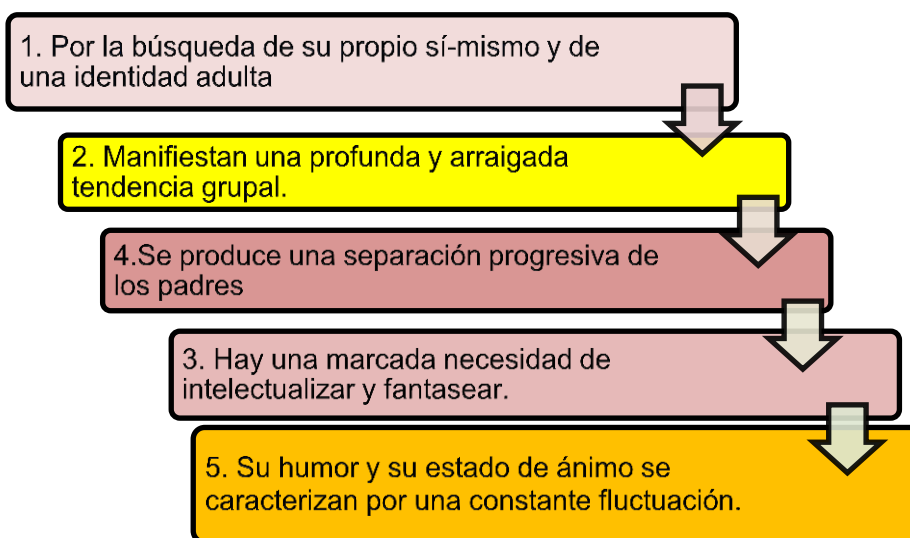 1. Por la búsqueda de su propio sí-mismo y de
una identidad adulta
2. Manifiestan una profunda y arraigada
tendencia grupal.
4.Se produce una separación progresiva de
los padres
3. Hay una marcada necesidad de
intelectualizar y fantasear.
5. Su humor y su estado de ánimo se
caracterizan por una constante fluctuación.